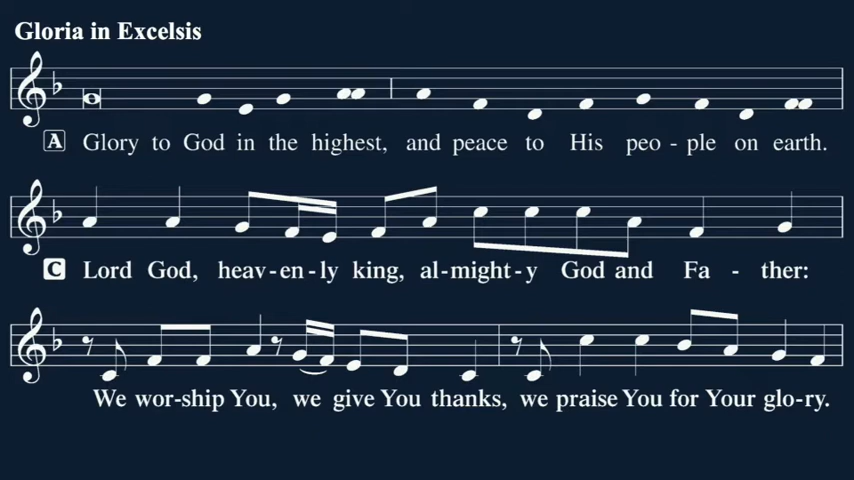 Gloria in Excelsis
A Glory to God in the highest, and peace to His peo - ple on earth.
C Lord God, heav-en-ly king, al-might-y God and Fa - ther:
We wor-ship You, we give You thanks, we praise You for Your glo-ry.